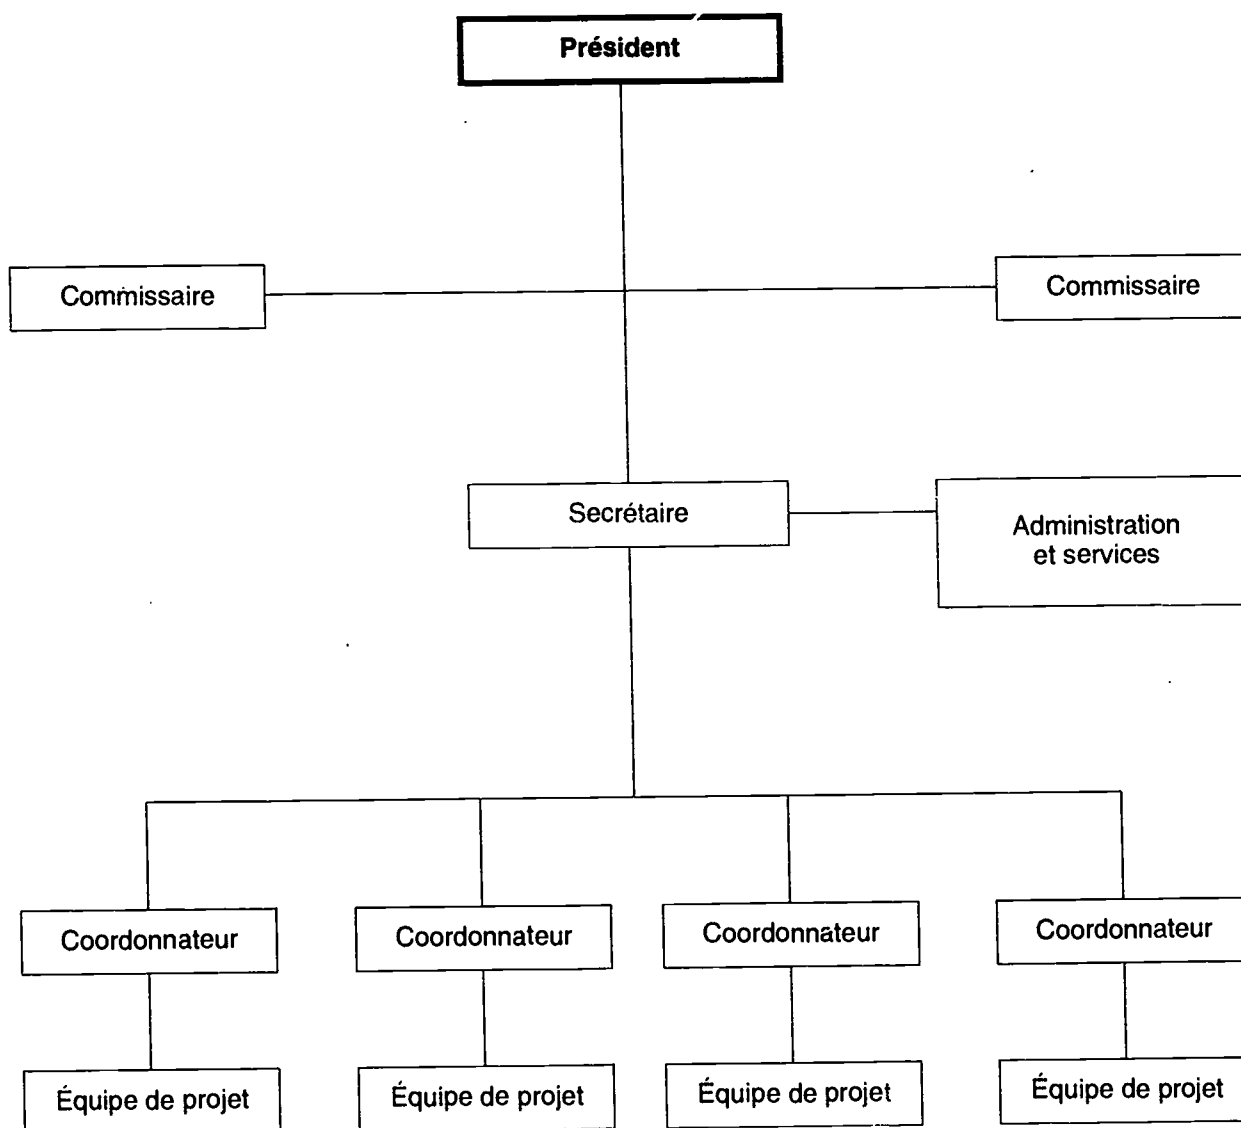 Président
Commissaire
Commissaire
Secrétaire
Administration
et services
Coordonnateur
Coordonnateur
Coordonnateur
Coordonnateur
Équipe de projet
Équipe de projet
Équipe de projet
Équipe de projet